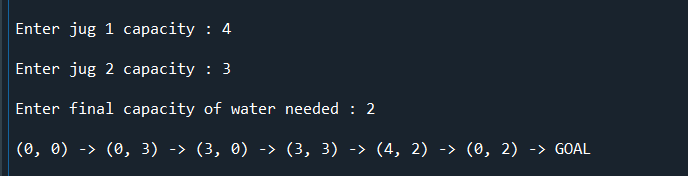 Enter jug 1 capacity : 4
Enter jug 2 capacity : 3
Enter final capacity of water needed : 2
(0, 0) -> (0, 3) -> (3, 0) -> (3, 3) -> (4, 2) -> (0, 2) -> GOAL